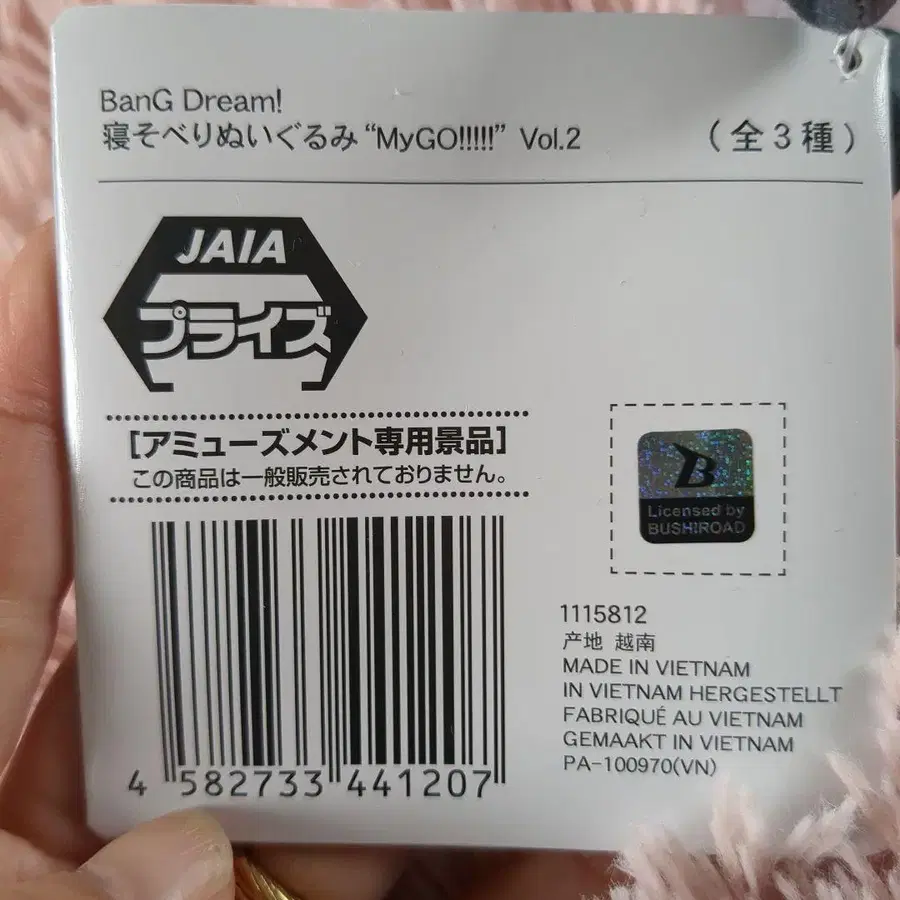 BanG Dream!
寝そべりぬいぐるみ “MyGO!!!!!” Vol.2 (全3種)
JAIA
プライズ
[アミューズメント専用景品]
この商品は一般販売されておりません。
B
Licensed by
BUSHIROAD
1115812
产地 越南
MADE IN VIETNAM
IN VIETNAM HERGESTELLT
FABRIQUÉ AU VIETNAM
GEMAAKT IN VIETNAM
PA-100970(VN)
4 582733 441207